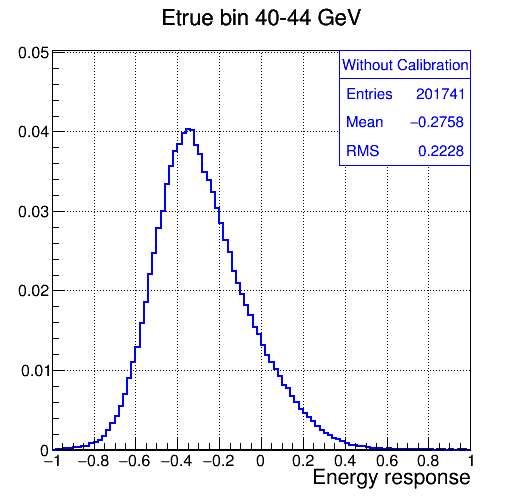 Etrue bin 40-44 GeV
Without Calibration
Entries 201741
Mean −0.2758
RMS 0.2228
0.05
0.04
0.03
0.02
0.01
0
−1 −0.8 −0.6 −0.4 −0.2 0 0.2 0.4 0.6 0.8 1
Energy response